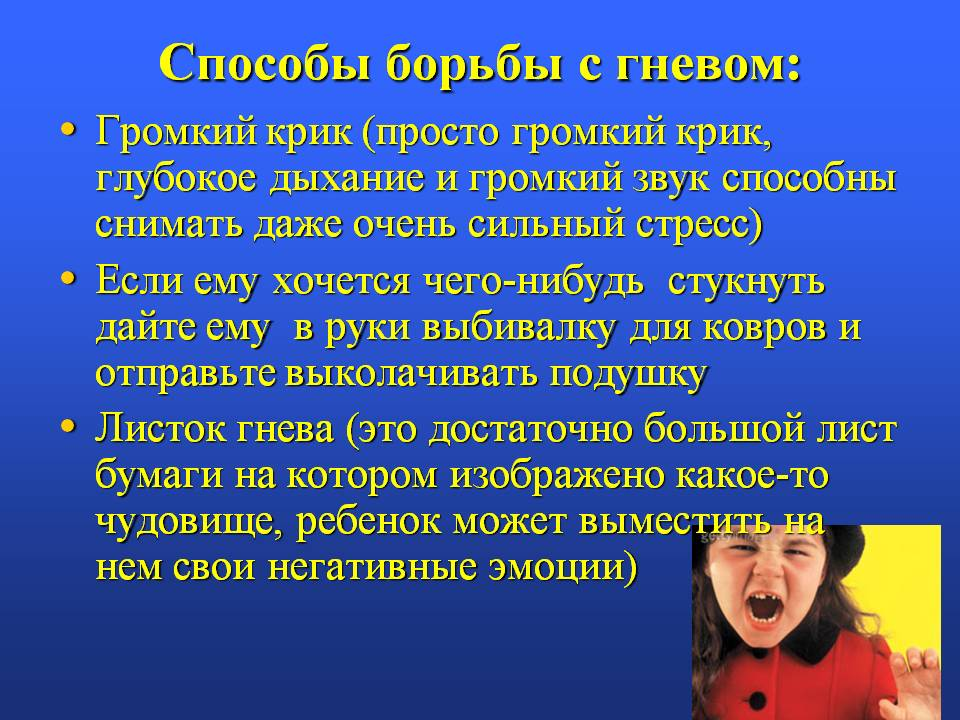 Способы борьбы с гневом:
• Громкий крик (просто громкий крик,
глубокое дыхание и громкий звук способны
снимать даже очень сильный стресс)
• Если ему хочется чего-нибудь стукнуть
дайте ему в руки выбивалку для ковров и
отправьте выколачивать подушку
• Листок гнева (это достаточно большой лист
бумаги на котором изображено какое-то
чудовище, ребенок может выместить на
нем свои негативные эмоции)